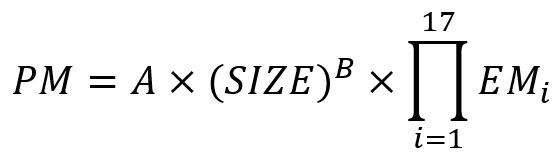 PM = A × (SIZE)^B × ∏_{i=1}^{17} EM_i